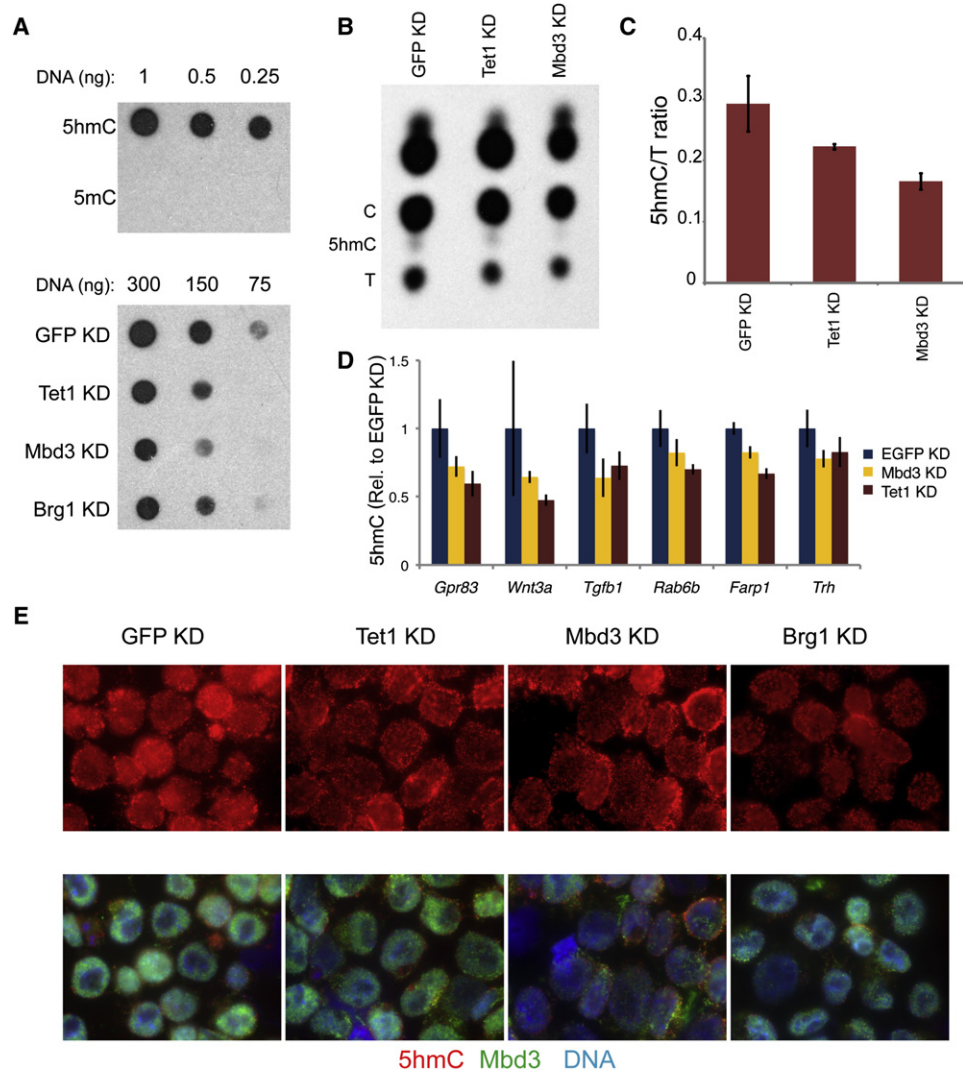 A
DNA (ng): 1 0.5 0.25
5hmC
5mC
DNA (ng): 300 150 75
GFP KD
Tet1 KD
Mbd3 KD
Brg1 KD
B
GFP KD
Tet1 KD
Mbd3 KD
C
5hmC
T
C
5hmC/T ratio
0.4
0.3
0.2
0.1
0
GFP KD
Tet1 KD
Mbd3 KD
D
5hmC (Rel. to EGFP KD)
1.5
1
0.5
0
Gpr83 Wnt3a Tgfb1 Rab6b Farp1 Trh
EGFP KD
Mbd3 KD
Tet1 KD
E
GFP KD Tet1 KD Mbd3 KD Brg1 KD
5hmC Mbd3 DNA